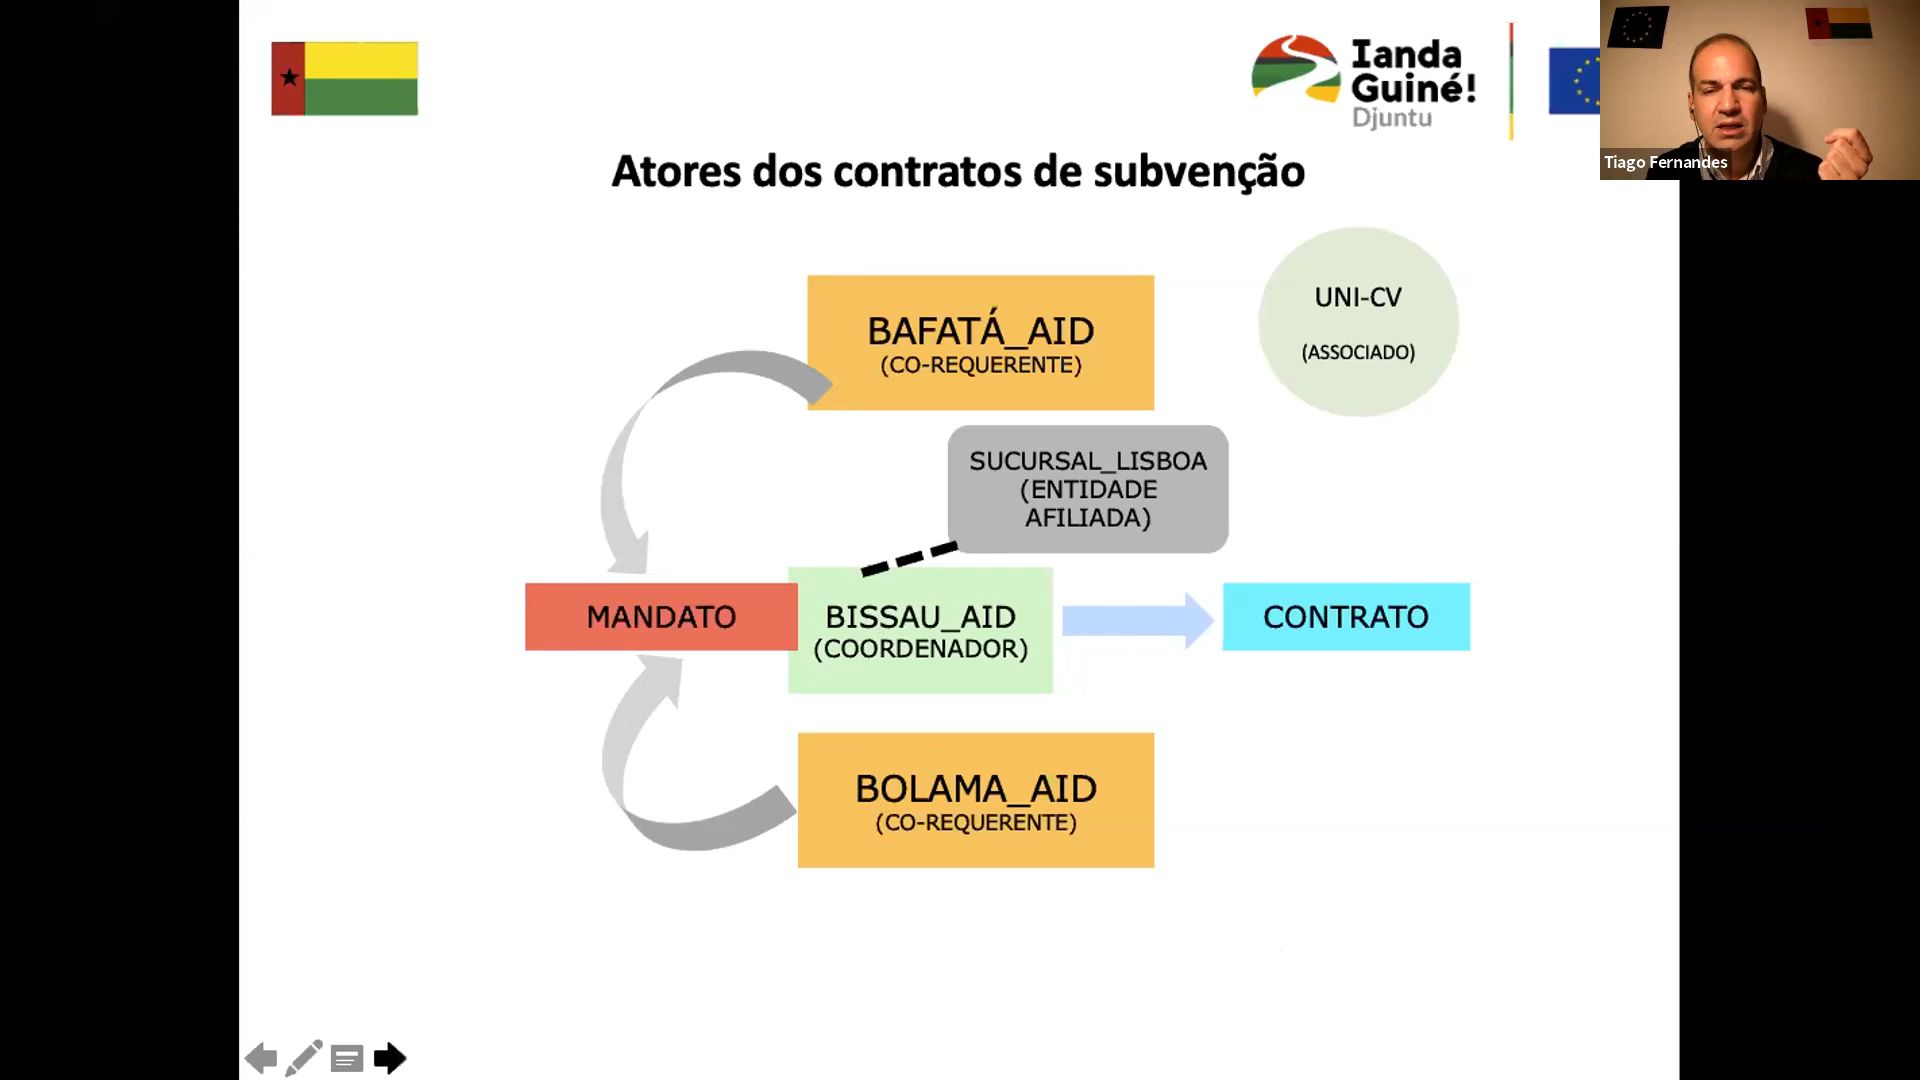 Ianda
Guiné!
Djuntu
Tiago Fernandes
Atores dos contratos de subvenção
UNI-CV
(ASSOCIADO)
BAFATÁ_AID
(CO-REQUERENTE)
SUCURSAL_LISBOA
(ENTIDADE
AFILIADA)
MANDATO
BISSAU_AID
(COORDENADOR)
CONTRATO
BOLAMA_AID
(CO-REQUERENTE)